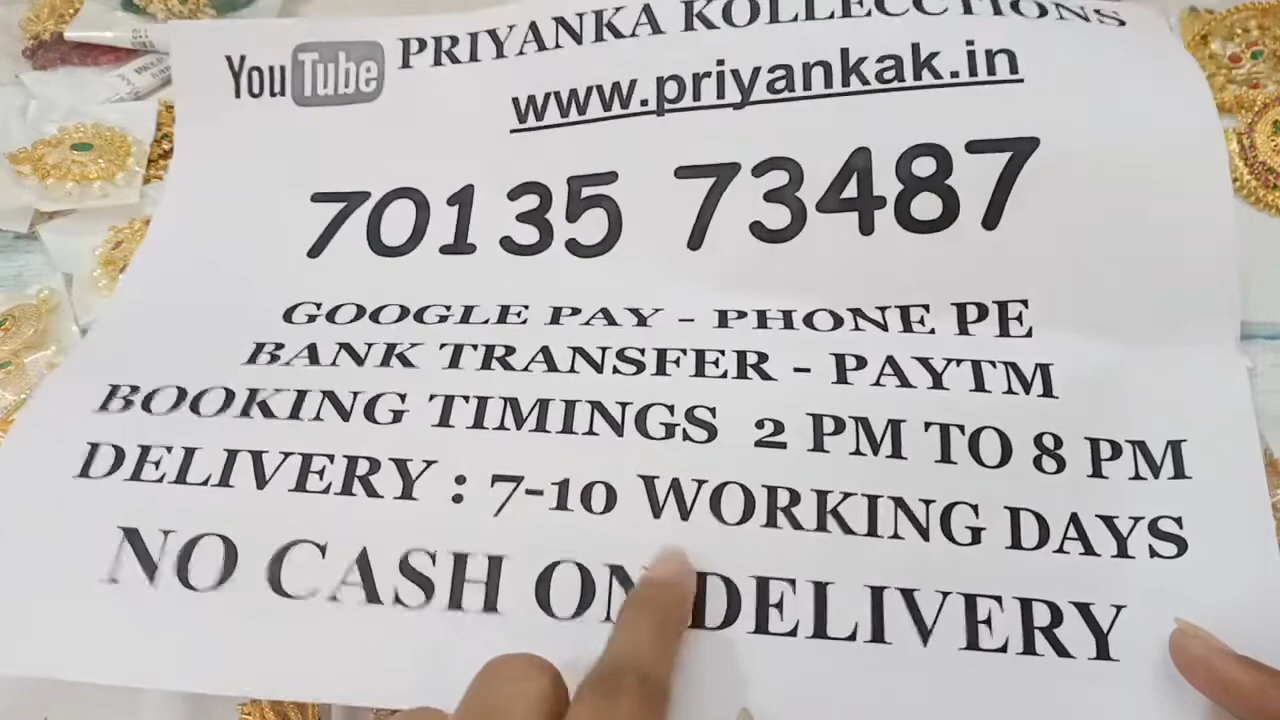 YouTube PRIYANKA KOLLECCTIONS
www.priyankak.in
70135 73487
GOOGLE PAY - PHONE PE
BANK TRANSFER - PAYTM
BOOKING TIMINGS 2 PM TO 8 PM
DELIVERY : 7-10 WORKING DAYS
NO CASH ON DELIVERY